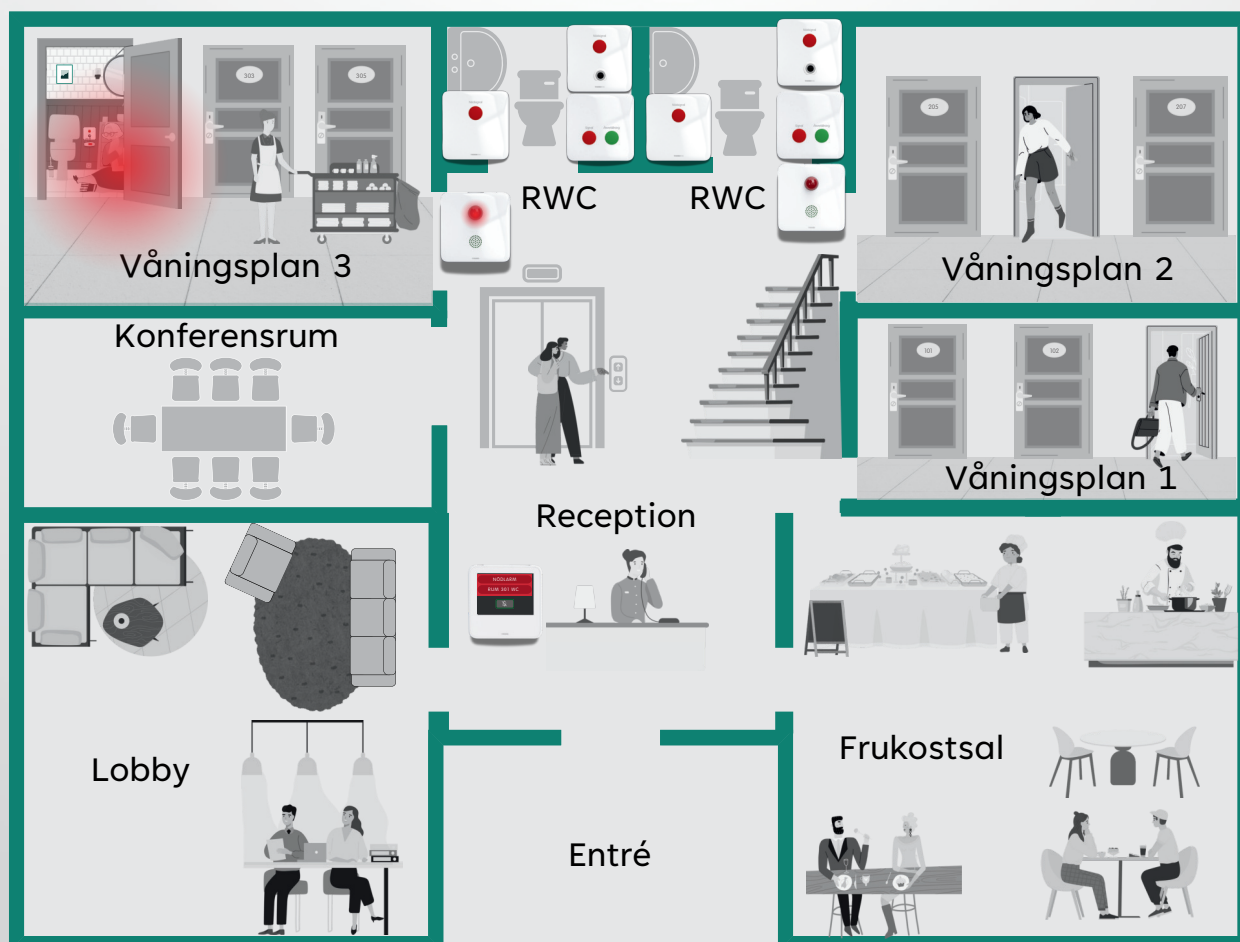 303
305
Våningsplan 3
RWC
RWC
205
207
Våningsplan 2
Konferensrum
101
102
Våningsplan 1
Reception
NÖDLARM
RUM 301 WC
Lobby
Frukostsal
Entré